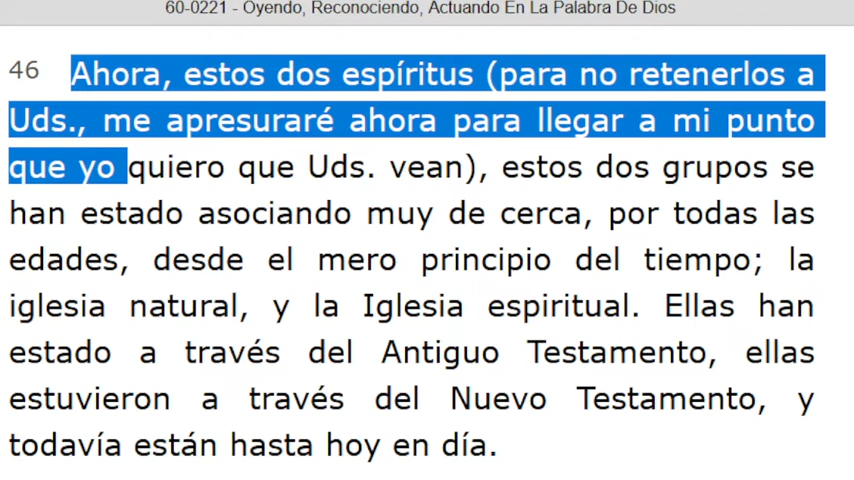 60-0221 - Oyendo, Reconociendo, Actuando En La Palabra De Dios
46 Ahora, estos dos espíritus (para no retenerlos a
Uds., me apresuraré ahora para llegar a mi punto
que yo quiero que Uds. vean), estos dos grupos se
han estado asociando muy de cerca, por todas las
edades, desde el mero principio del tiempo; la
iglesia natural, y la Iglesia espiritual. Ellas han
estado a través del Antiguo Testamento, ellas
estuvieron a través del Nuevo Testamento, y
todavía están hasta hoy en día.